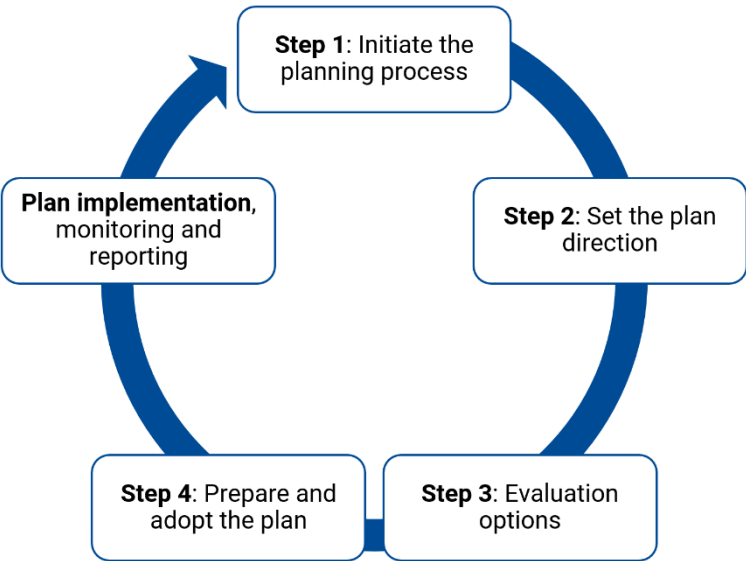 Step 1: Initiate the
planning process
Step 2: Set the plan
direction
Step 3: Evaluation
options
Step 4: Prepare and
adopt the plan
Plan implementation,
monitoring and
reporting